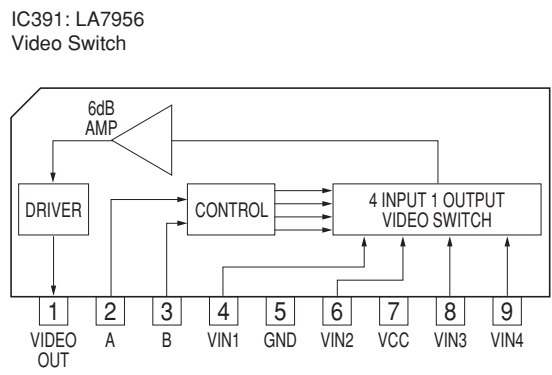 IC391: LA7956
Video Switch
6dB
AMP
DRIVER
CONTROL
4 INPUT 1 OUTPUT
VIDEO SWITCH
1 2 3 4 5 6 7 8 9
VIDEO OUT
A
B
VIN1
GND
VIN2
VCC
VIN3
VIN4